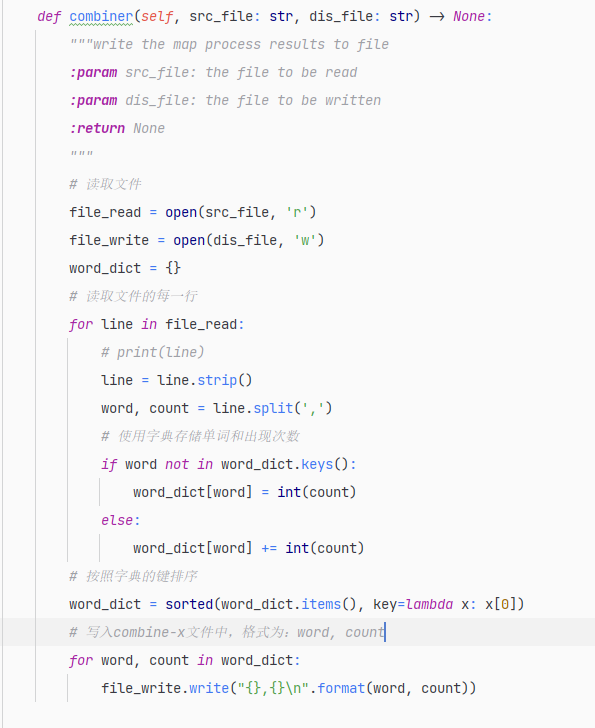 def combiner(self, src_file: str, dis_file: str) -> None:
    """write the map process results to file
    :param src_file: the file to be read
    :param dis_file: the file to be written
    :return None
    """
    # 读取文件
    file_read = open(src_file, 'r')
    file_write = open(dis_file, 'w')
    word_dict = {}
    # 读取文件的每一行
    for line in file_read:
        # print(line)
        line = line.strip()
        word, count = line.split(',')
        # 使用字典存储单词和出现次数
        if word not in word_dict.keys():
            word_dict[word] = int(count)
        else:
            word_dict[word] += int(count)
    # 按照字典的键排序
    word_dict = sorted(word_dict.items(), key=lambda x: x[0])
    # 写入combine-x文件中，格式为：word, count
    for word, count in word_dict:
        file_write.write("{},{}\n".format(word, count))